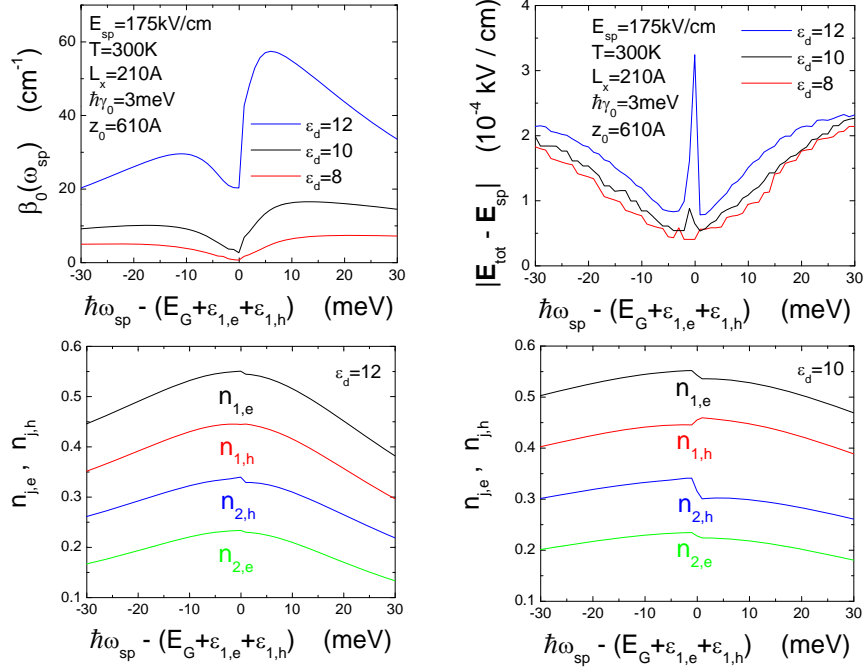 E_sp=175kV/cm
T=300K
L_x=210A
ℏγ_0=3meV
z_0=610A
ε_d=12
ε_d=10
ε_d=8
β_0(ω_sp) (cm^-1)
60
40
20
0
-30 -20 -10 0 10 20 30
ℏω_sp - (E_G+ε_1,e+ε_1,h) (meV)
E_sp=175kV/cm
T=300K
L_x=210A
ℏγ_0=3meV
z_0=610A
ε_d=12
ε_d=10
ε_d=8
|E_tot - E_sp| (10^-4 kV / cm)
4
3
2
1
0
-30 -20 -10 0 10 20 30
ℏω_sp - (E_G+ε_1,e+ε_1,h) (meV)
ε_d=12
n_1,e
n_1,h
n_2,h
n_2,e
n_j,e , n_j,h
0.6
0.5
0.4
0.3
0.2
0.1
-30 -20 -10 0 10 20 30
ℏω_sp - (E_G+ε_1,e+ε_1,h) (meV)
ε_d=10
n_1,e
n_1,h
n_2,h
n_2,e
n_j,e , n_j,h
0.6
0.5
0.4
0.3
0.2
0.1
-30 -20 -10 0 10 20 30
ℏω_sp - (E_G+ε_1,e+ε_1,h) (meV)